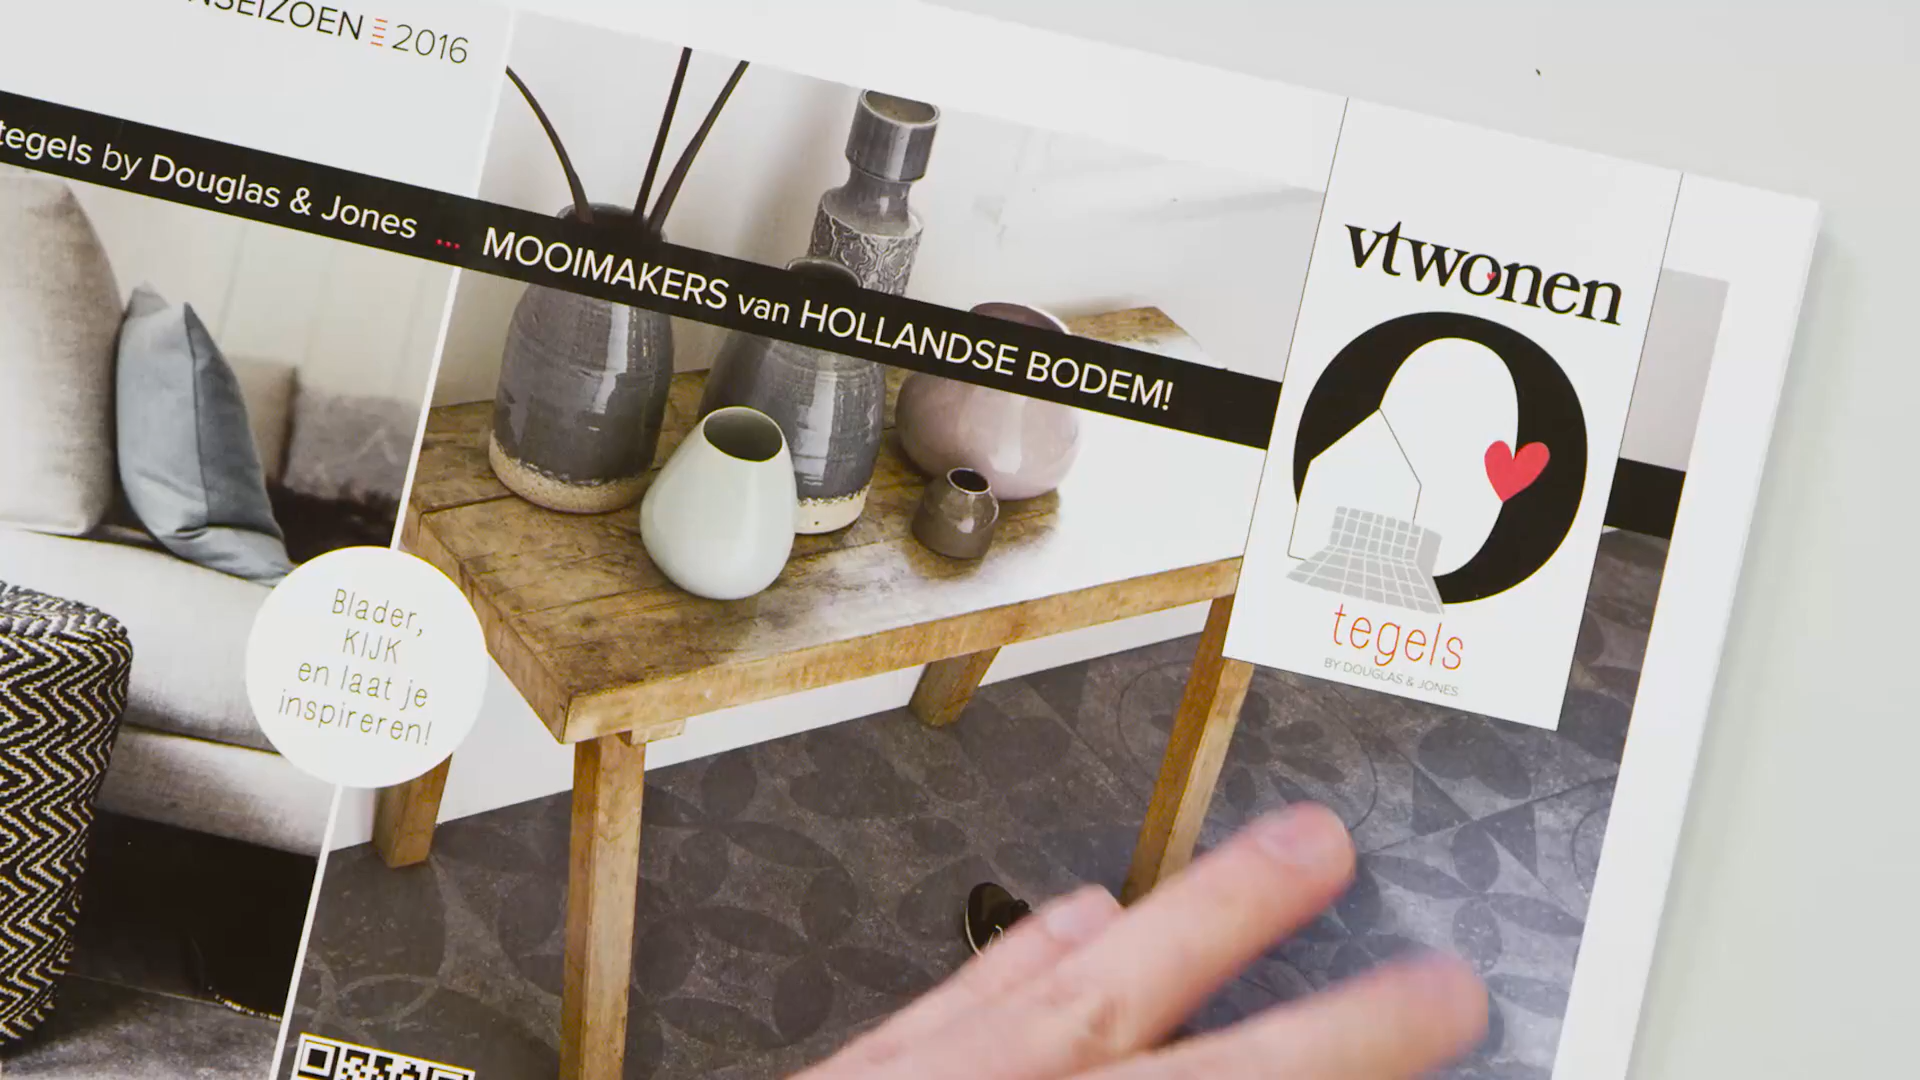 NSEIZOEN 2016
tegels by Douglas & Jones ... MOOIMAKERS van HOLLANDSE BODEM!
vtwonen
tegels
BY DOUGLAS & JONES
Blader,
KIJK
en laat je
inspireren!